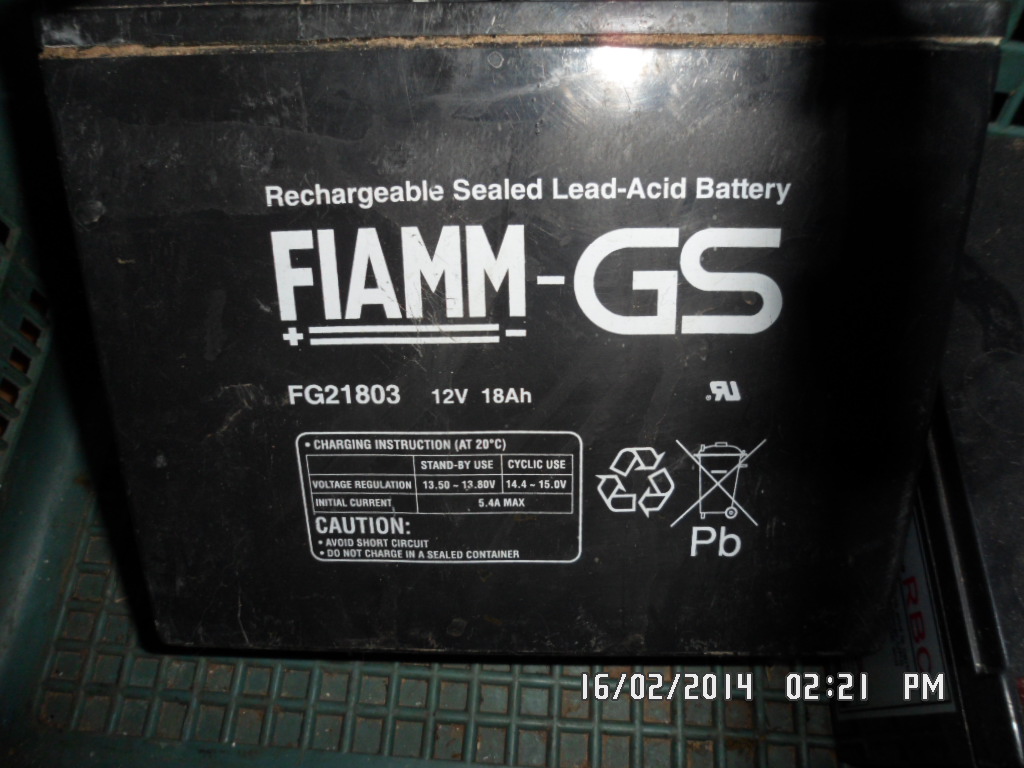 Rechargeable Sealed Lead-Acid Battery
FIAMM-GS
+ -
FG21803 12V 18Ah
• CHARGING INSTRUCTION (AT 20°C)
STAND-BY USE CYCLIC USE
VOLTAGE REGULATION 13.50 ~ 13.80V 14.4 ~ 15.0V
INITIAL CURRENT 5.4A MAX
CAUTION:
• AVOID SHORT CIRCUIT
• DO NOT CHARGE IN A SEALED CONTAINER
Pb
16/02/2014 02:21 PM